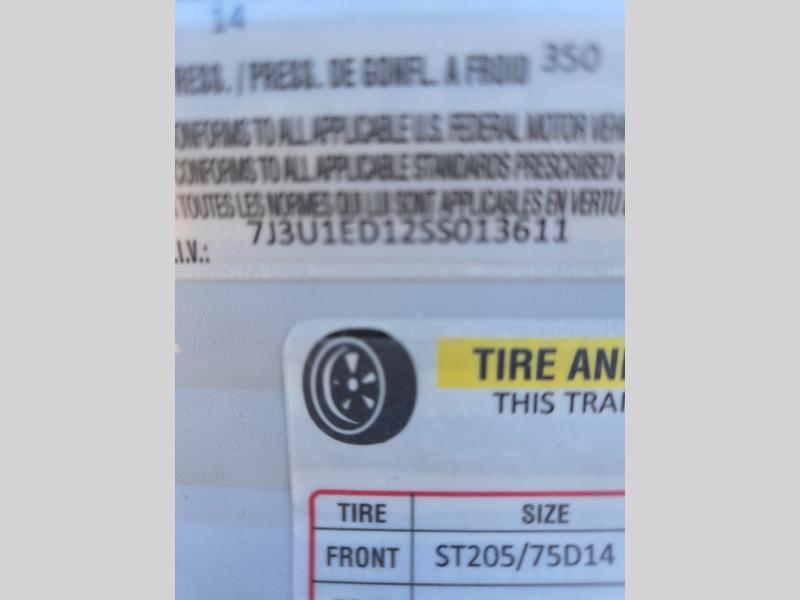 14
RESS. / PRESS. DE GONFL. A FROID 350
ONFORMS TO ALL APPLICABLE U.S. FEDERAL MOTOR VEH
CONFORMS TO ALL APPLICABLE STANDARDS PRESCRIBED U
TOUTES LES NORMES QUI LUI SONT APPLICABLES EN VERTU
.I.V.: 7J3U1ED12SS013611
TIRE AN
THIS TRA
TIRE SIZE
FRONT ST205/75D14